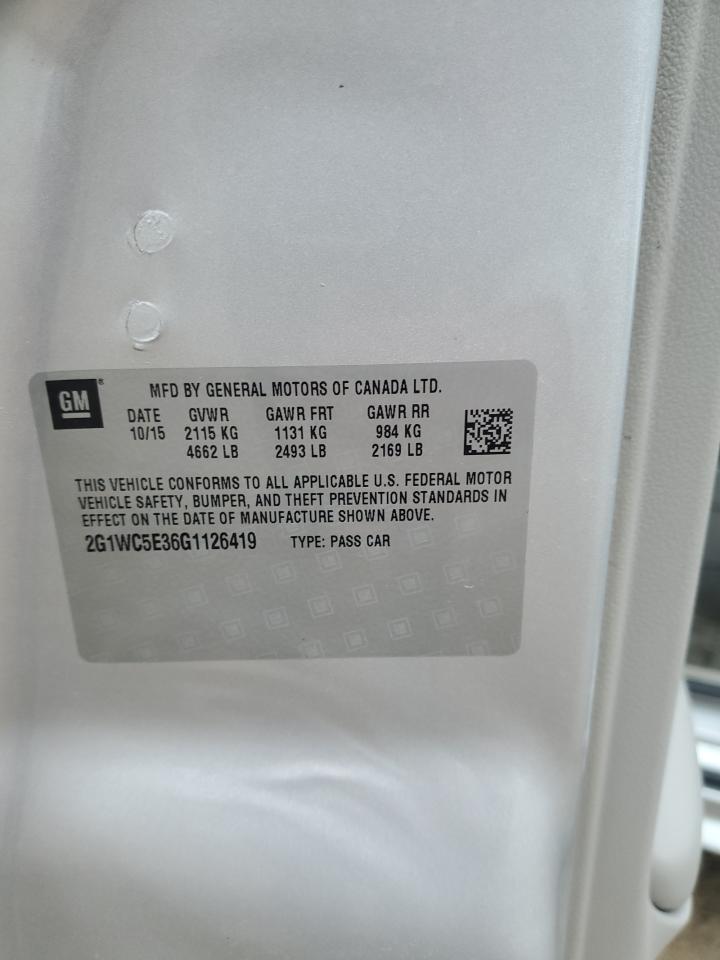 GM®
MFD BY GENERAL MOTORS OF CANADA LTD.
DATE GVWR GAWR FRT GAWR RR
10/15 2115 KG 1131 KG 984 KG
4662 LB 2493 LB 2169 LB
THIS VEHICLE CONFORMS TO ALL APPLICABLE U.S. FEDERAL MOTOR
VEHICLE SAFETY, BUMPER, AND THEFT PREVENTION STANDARDS IN
EFFECT ON THE DATE OF MANUFACTURE SHOWN ABOVE.
2G1WC5E36G1126419 TYPE: PASS CAR